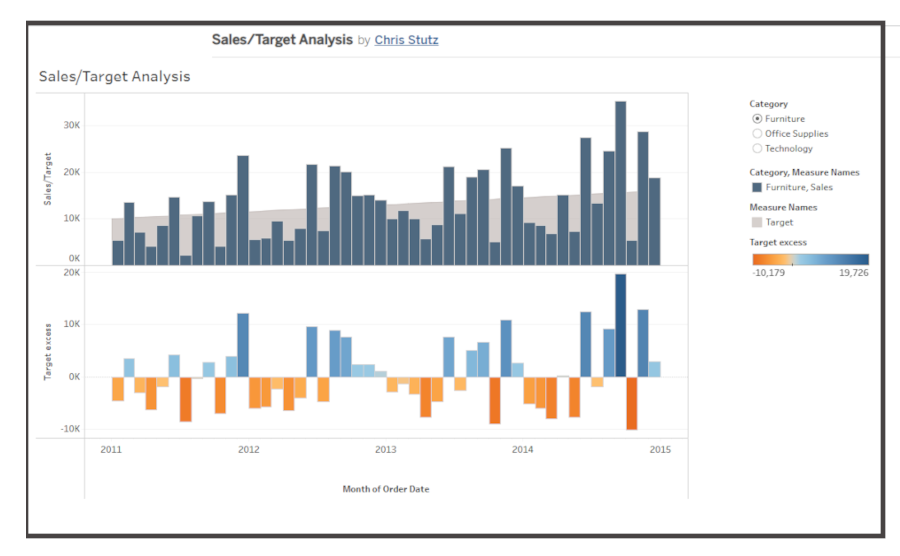 Sales/Target Analysis by Chris Stutz
Sales/Target Analysis
Sales/Target
30K
20K
10K
0K
Target excess
20K
10K
0K
-10K
2011 2012 2013 2014 2015
Month of Order Date
Category
Furniture
Office Supplies
Technology
Category, Measure Names
Furniture, Sales
Measure Names
Target
Target excess
-10,179 19,726